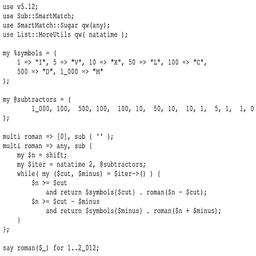 use v5.12;
use Sub::SmartMatch;
use SmartMatch::Sugar qw(any);
use List::MoreUtils qw( natatime );
my %symbols = (
1 => "I", 5 => "V", 10 => "X", 50 => "L", 100 => "C",
500 => "D", 1_000 => "M"
);
my @subtractors = (
1_000, 100, 500, 100, 100, 10, 50, 10, 10, 1, 5, 1, 1, 0
);
multi roman => [0], sub { '' };
multi roman => any, sub {
my $n = shift;
my $iter = natatime 2, @subtractors;
while( my ($cut, $minus) = $iter->() ) {
$n >= $cut
and return $symbols{$cut} . roman($n - $cut);
$n >= $cut - $minus
and return $symbols{$minus} . roman($n + $minus);
}
};
say roman($_) for 1..2_012;